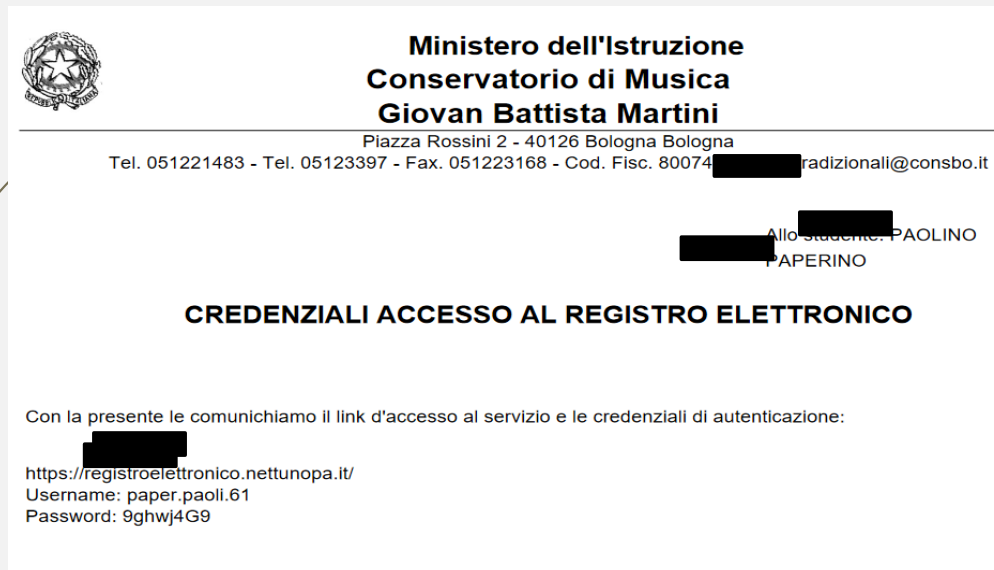 Ministero dell'Istruzione
Conservatorio di Musica
Giovan Battista Martini
Piazza Rossini 2 - 40126 Bologna Bologna
Tel. 051221483 - Tel. 05123397 - Fax. 051223168 - Cod. Fisc. 80074 radizionali@consbo.it
Allo studente: PAOLINO
PAPERINO
CREDENZIALI ACCESSO AL REGISTRO ELETTRONICO
Con la presente le comunichiamo il link d'accesso al servizio e le credenziali di autenticazione:
https://registroelettronico.nettunopa.it/
Username: paper.paoli.61
Password: 9ghwj4G9